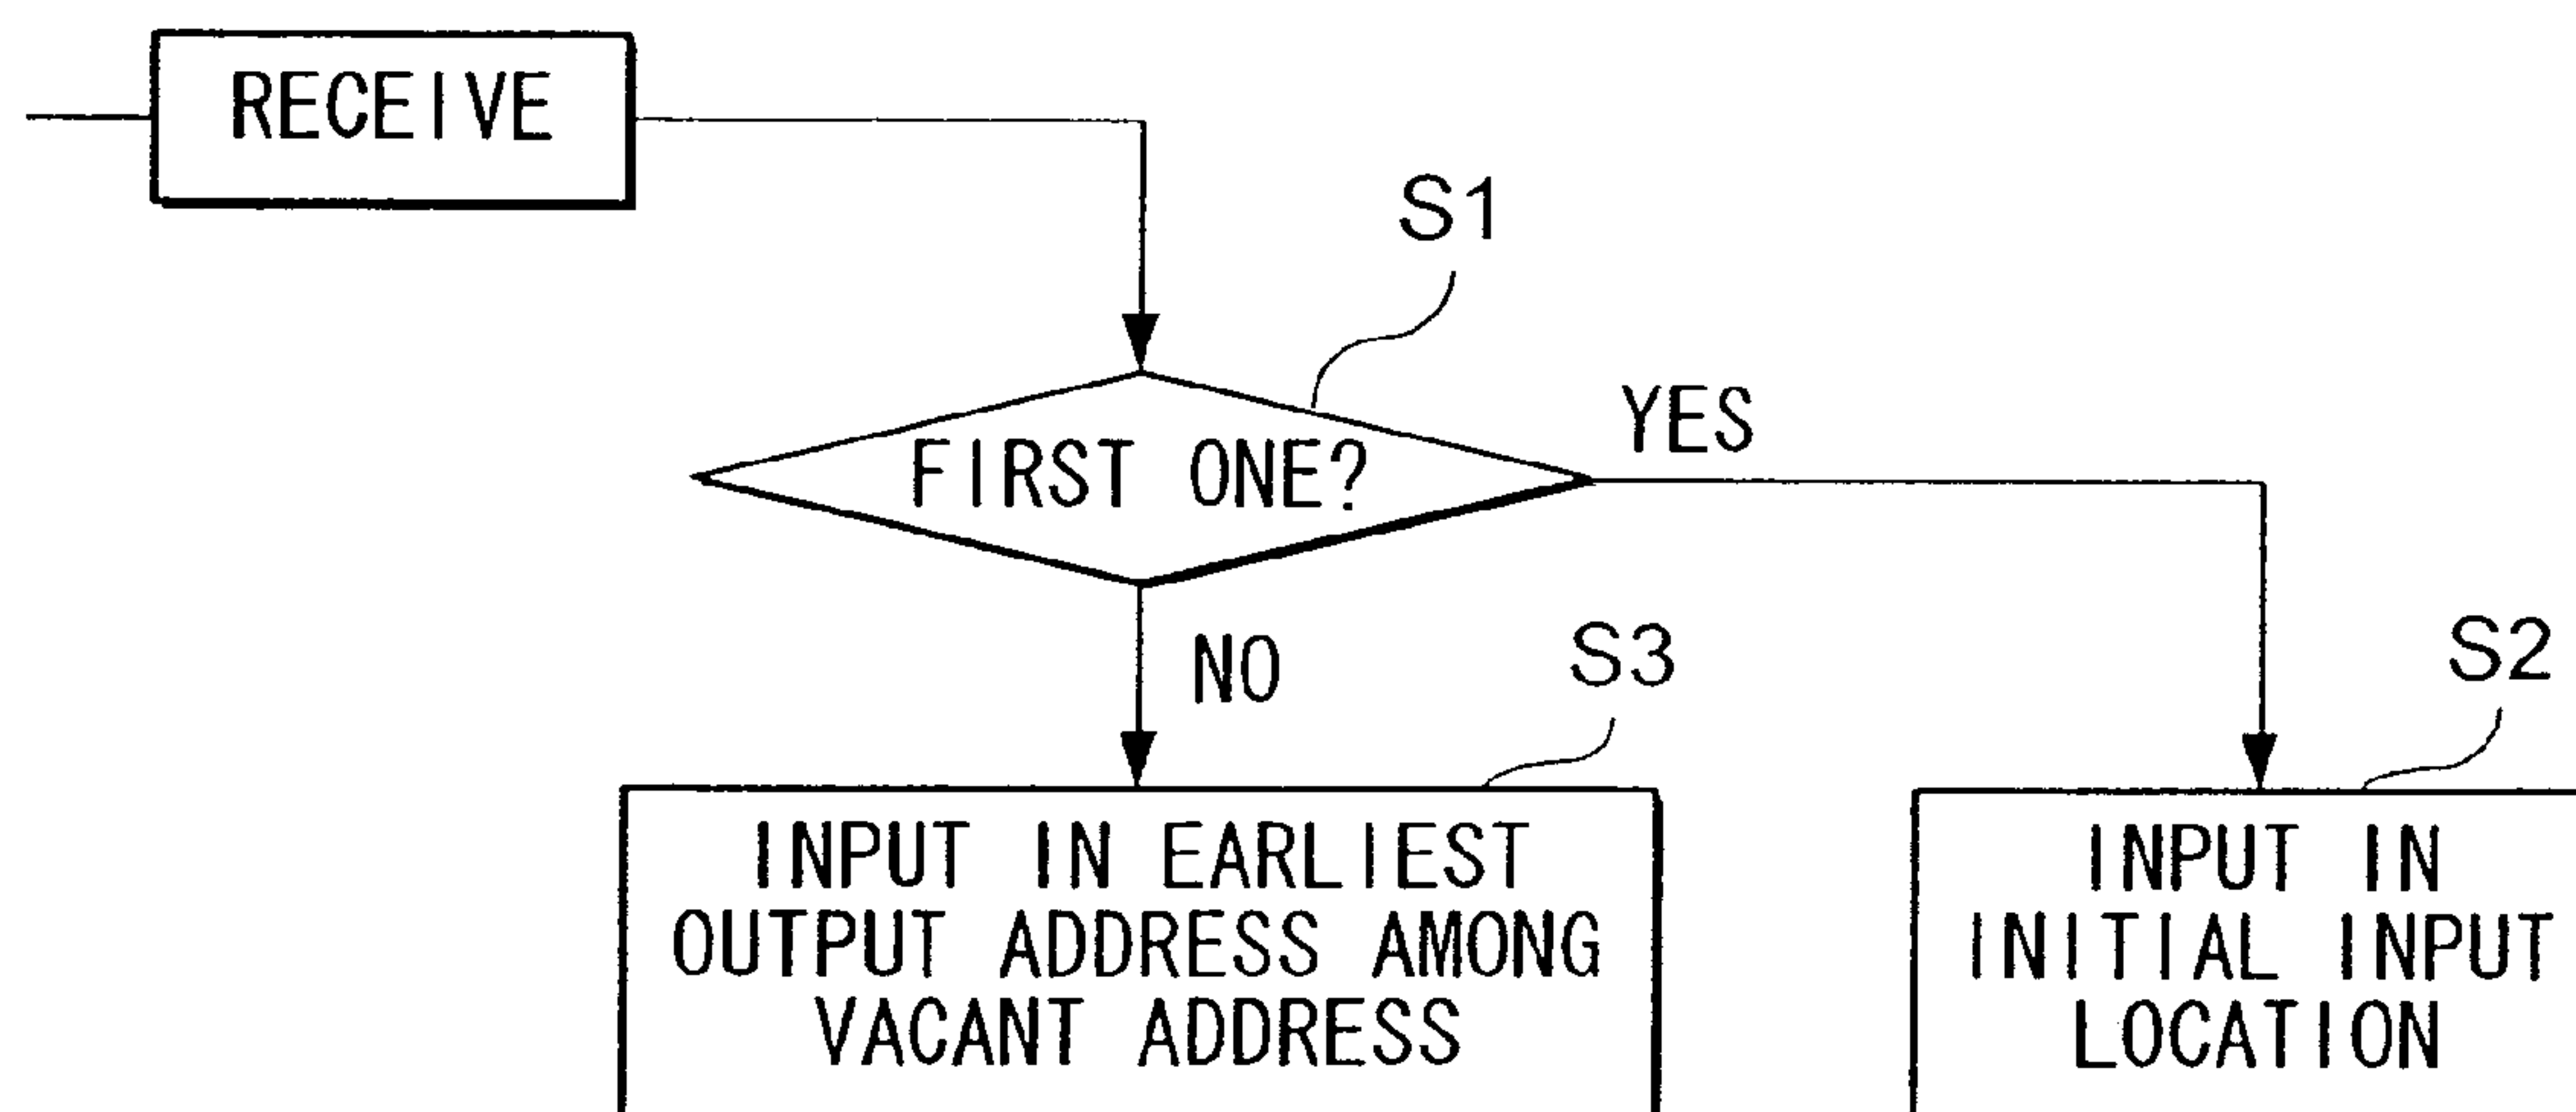 RECEIVE
S1
FIRST ONE?
YES
NO
S3
S2
INPUT IN EARLIEST
OUTPUT ADDRESS AMONG
VACANT ADDRESS
INPUT IN
INITIAL INPUT
LOCATION